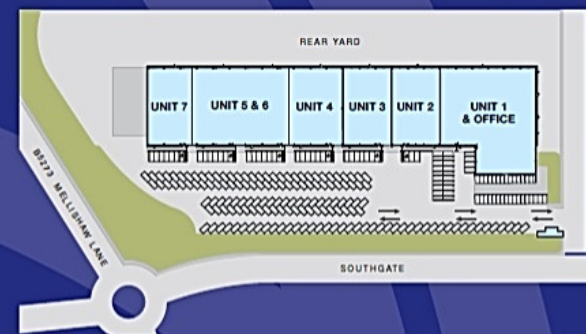 REAR YARD
UNIT 7
UNIT 5 & 6
UNIT 4
UNIT 3
UNIT 2
UNIT 1
& OFFICE
B5273 MELLISHAW LANE
SOUTHGATE